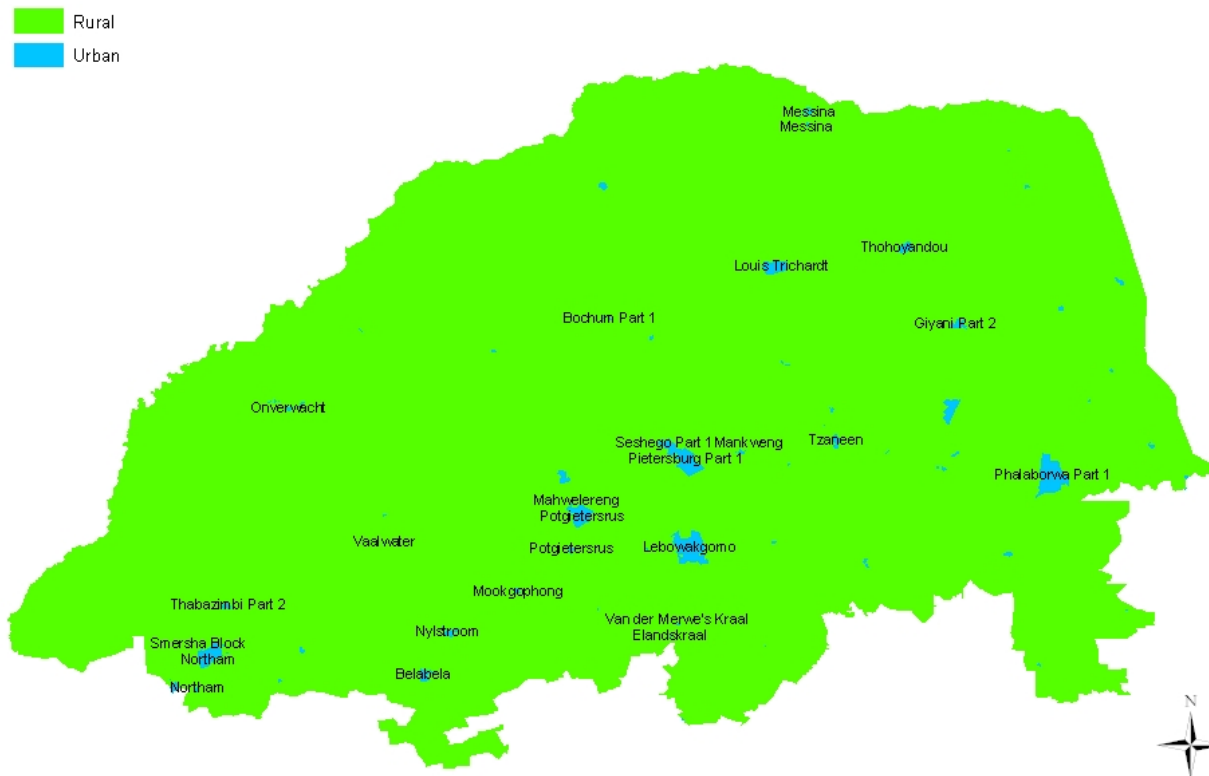 Rural
Urban
Messina
Messina
Thohoyandou
Louis Trichardt
Bochum Part 1
Giyani Part 2
Onverwacht
Seshego Part 1 Mankweng
Tzaneen
Pietersburg Part 1
Phalaborwa Part 1
Mahwelereng
Potgietersrus
Vaalwater
Potgietersrus
Lebowakgomo
Mookgophong
Thabazimbi Part 2
Van der Merwe's Kraal
Nylstroom
Elandskraal
Smersha Block
Northam
Belabela
Northam
N